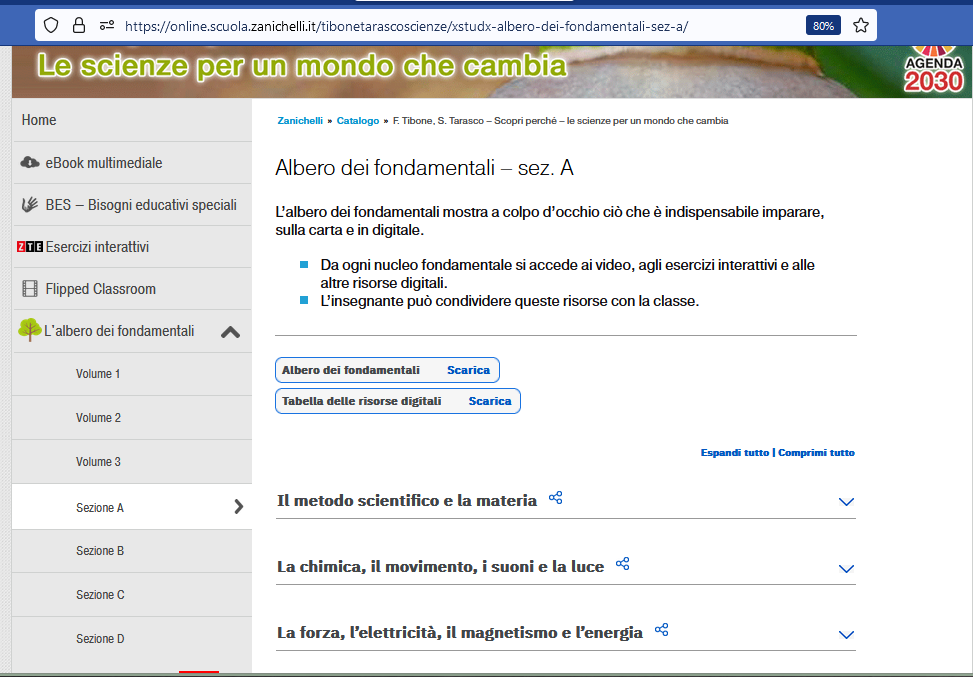 https://online.scuola.zanichelli.it/tibonetarascoscienze/xstudx-albero-dei-fondamentali-sez-a/
80%
Le scienze per un mondo che cambia
AGENDA
2030
Home
eBook multimediale
BES – Bisogni educativi speciali
ZTE Esercizi interattivi
Flipped Classroom
L'albero dei fondamentali
Volume 1
Volume 2
Volume 3
Sezione A
Sezione B
Sezione C
Sezione D
Zanichelli » Catalogo » F. Tibone, S. Tarasco – Scopri perché – le scienze per un mondo che cambia
Albero dei fondamentali – sez. A
L'albero dei fondamentali mostra a colpo d'occhio ciò che è indispensabile imparare,
sulla carta e in digitale.
Da ogni nucleo fondamentale si accede ai video, agli esercizi interattivi e alle
altre risorse digitali.
L'insegnante può condividere queste risorse con la classe.
Albero dei fondamentali Scarica
Tabella delle risorse digitali Scarica
Espandi tutto | Comprimi tutto
Il metodo scientifico e la materia
La chimica, il movimento, i suoni e la luce
La forza, l'elettricità, il magnetismo e l'energia